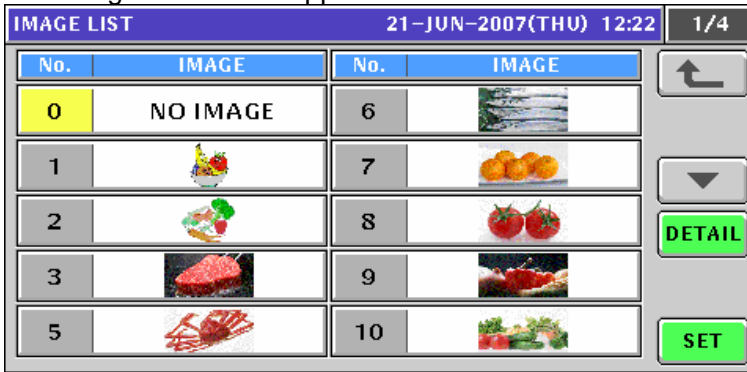 IMAGE LIST 21-JUN-2007(THU) 12:22 1/4
No. IMAGE No. IMAGE
0 NO IMAGE 6
1 7
2 8
DETAIL
3 9
5 10
SET